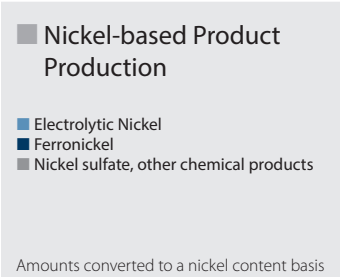 Nickel-based Product
Production
Electrolytic Nickel
Ferronickel
Nickel sulfate, other chemical products
Amounts converted to a nickel content basis